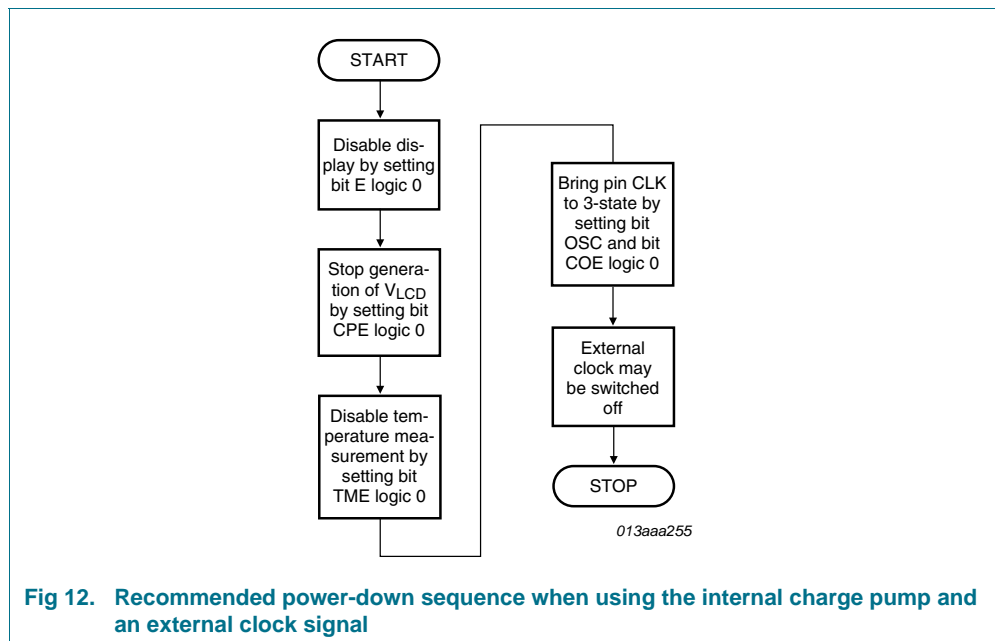 START
Disable dis-
play by setting
bit E logic 0
Stop genera-
tion of VLCD
by setting bit
CPE logic 0
Disable tem-
perature mea-
surement by
setting bit
TME logic 0
Bring pin CLK
to 3-state by
setting bit
OSC and bit
COE logic 0
External
clock may
be switched
off
STOP
013aaa255
Fig 12. Recommended power-down sequence when using the internal charge pump and
an external clock signal